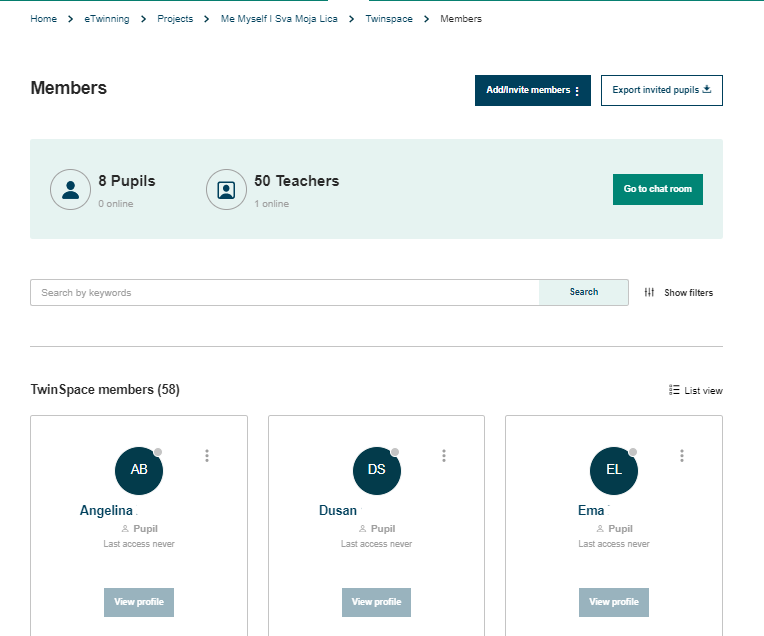 Home > eTwinning > Projects > Me Myself I Sva Moja Lica > Twinspace > Members
Members
Add/Invite members
Export invited pupils
8 Pupils
0 online
50 Teachers
1 online
Go to chat room
Search by keywords
Search
Show filters
TwinSpace members (58)
List view
AB
DS
EL
Angelina
Dusan
Ema
Pupil
Pupil
Pupil
Last access never
Last access never
Last access never
View profile
View profile
View profile